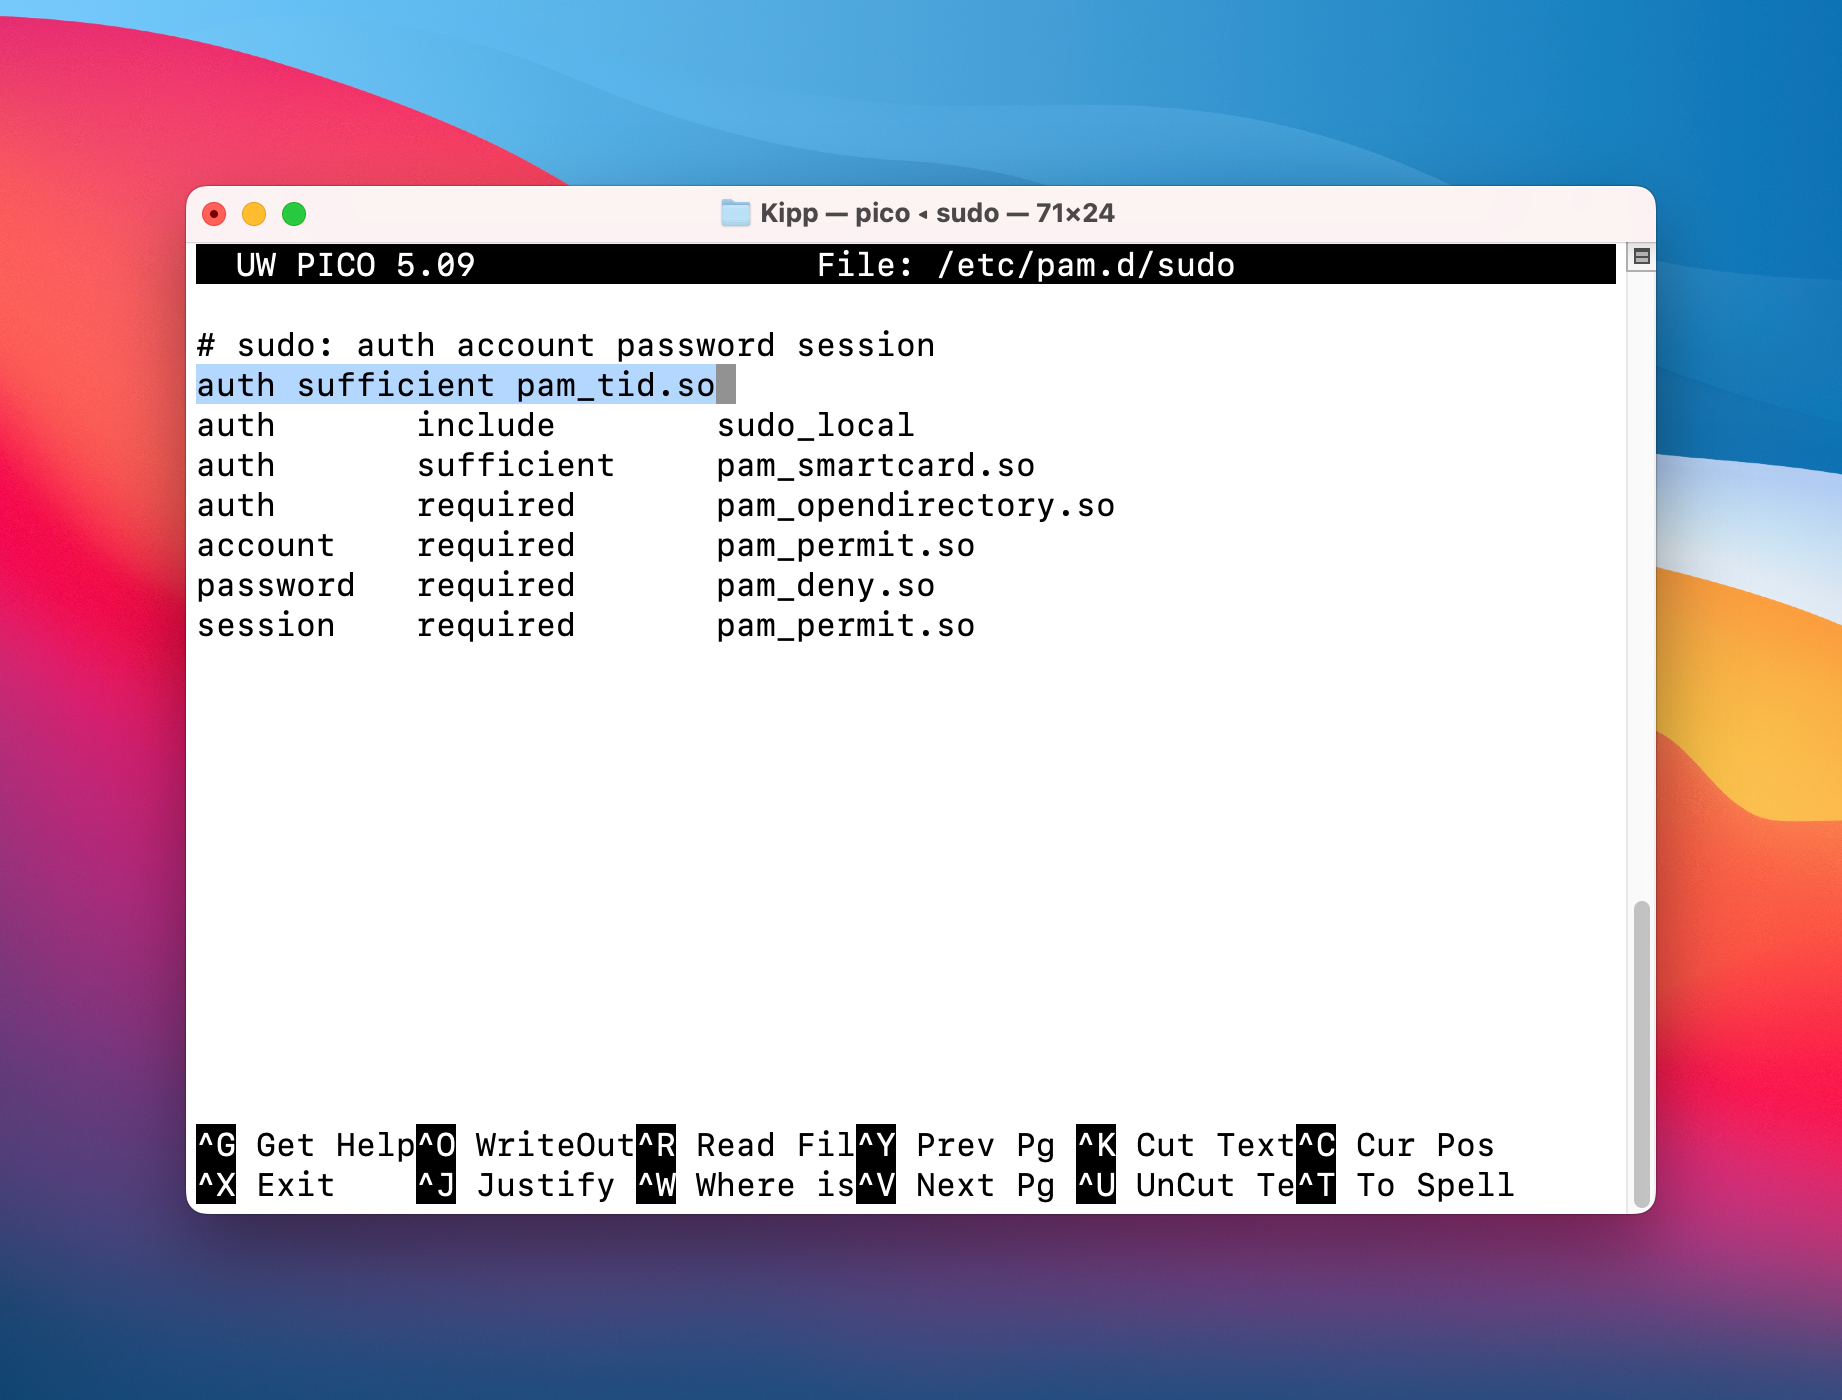 Kipp — pico ◂ sudo — 71×24
UW PICO 5.09 File: /etc/pam.d/sudo
# sudo: auth account password session
auth sufficient pam_tid.so
auth include sudo_local
auth sufficient pam_smartcard.so
auth required pam_opendirectory.so
account required pam_permit.so
password required pam_deny.so
session required pam_permit.so
^G Get Help ^O WriteOut ^R Read Fil ^Y Prev Pg ^K Cut Text ^C Cur Pos
^X Exit ^J Justify ^W Where is ^V Next Pg ^U UnCut Te ^T To Spell